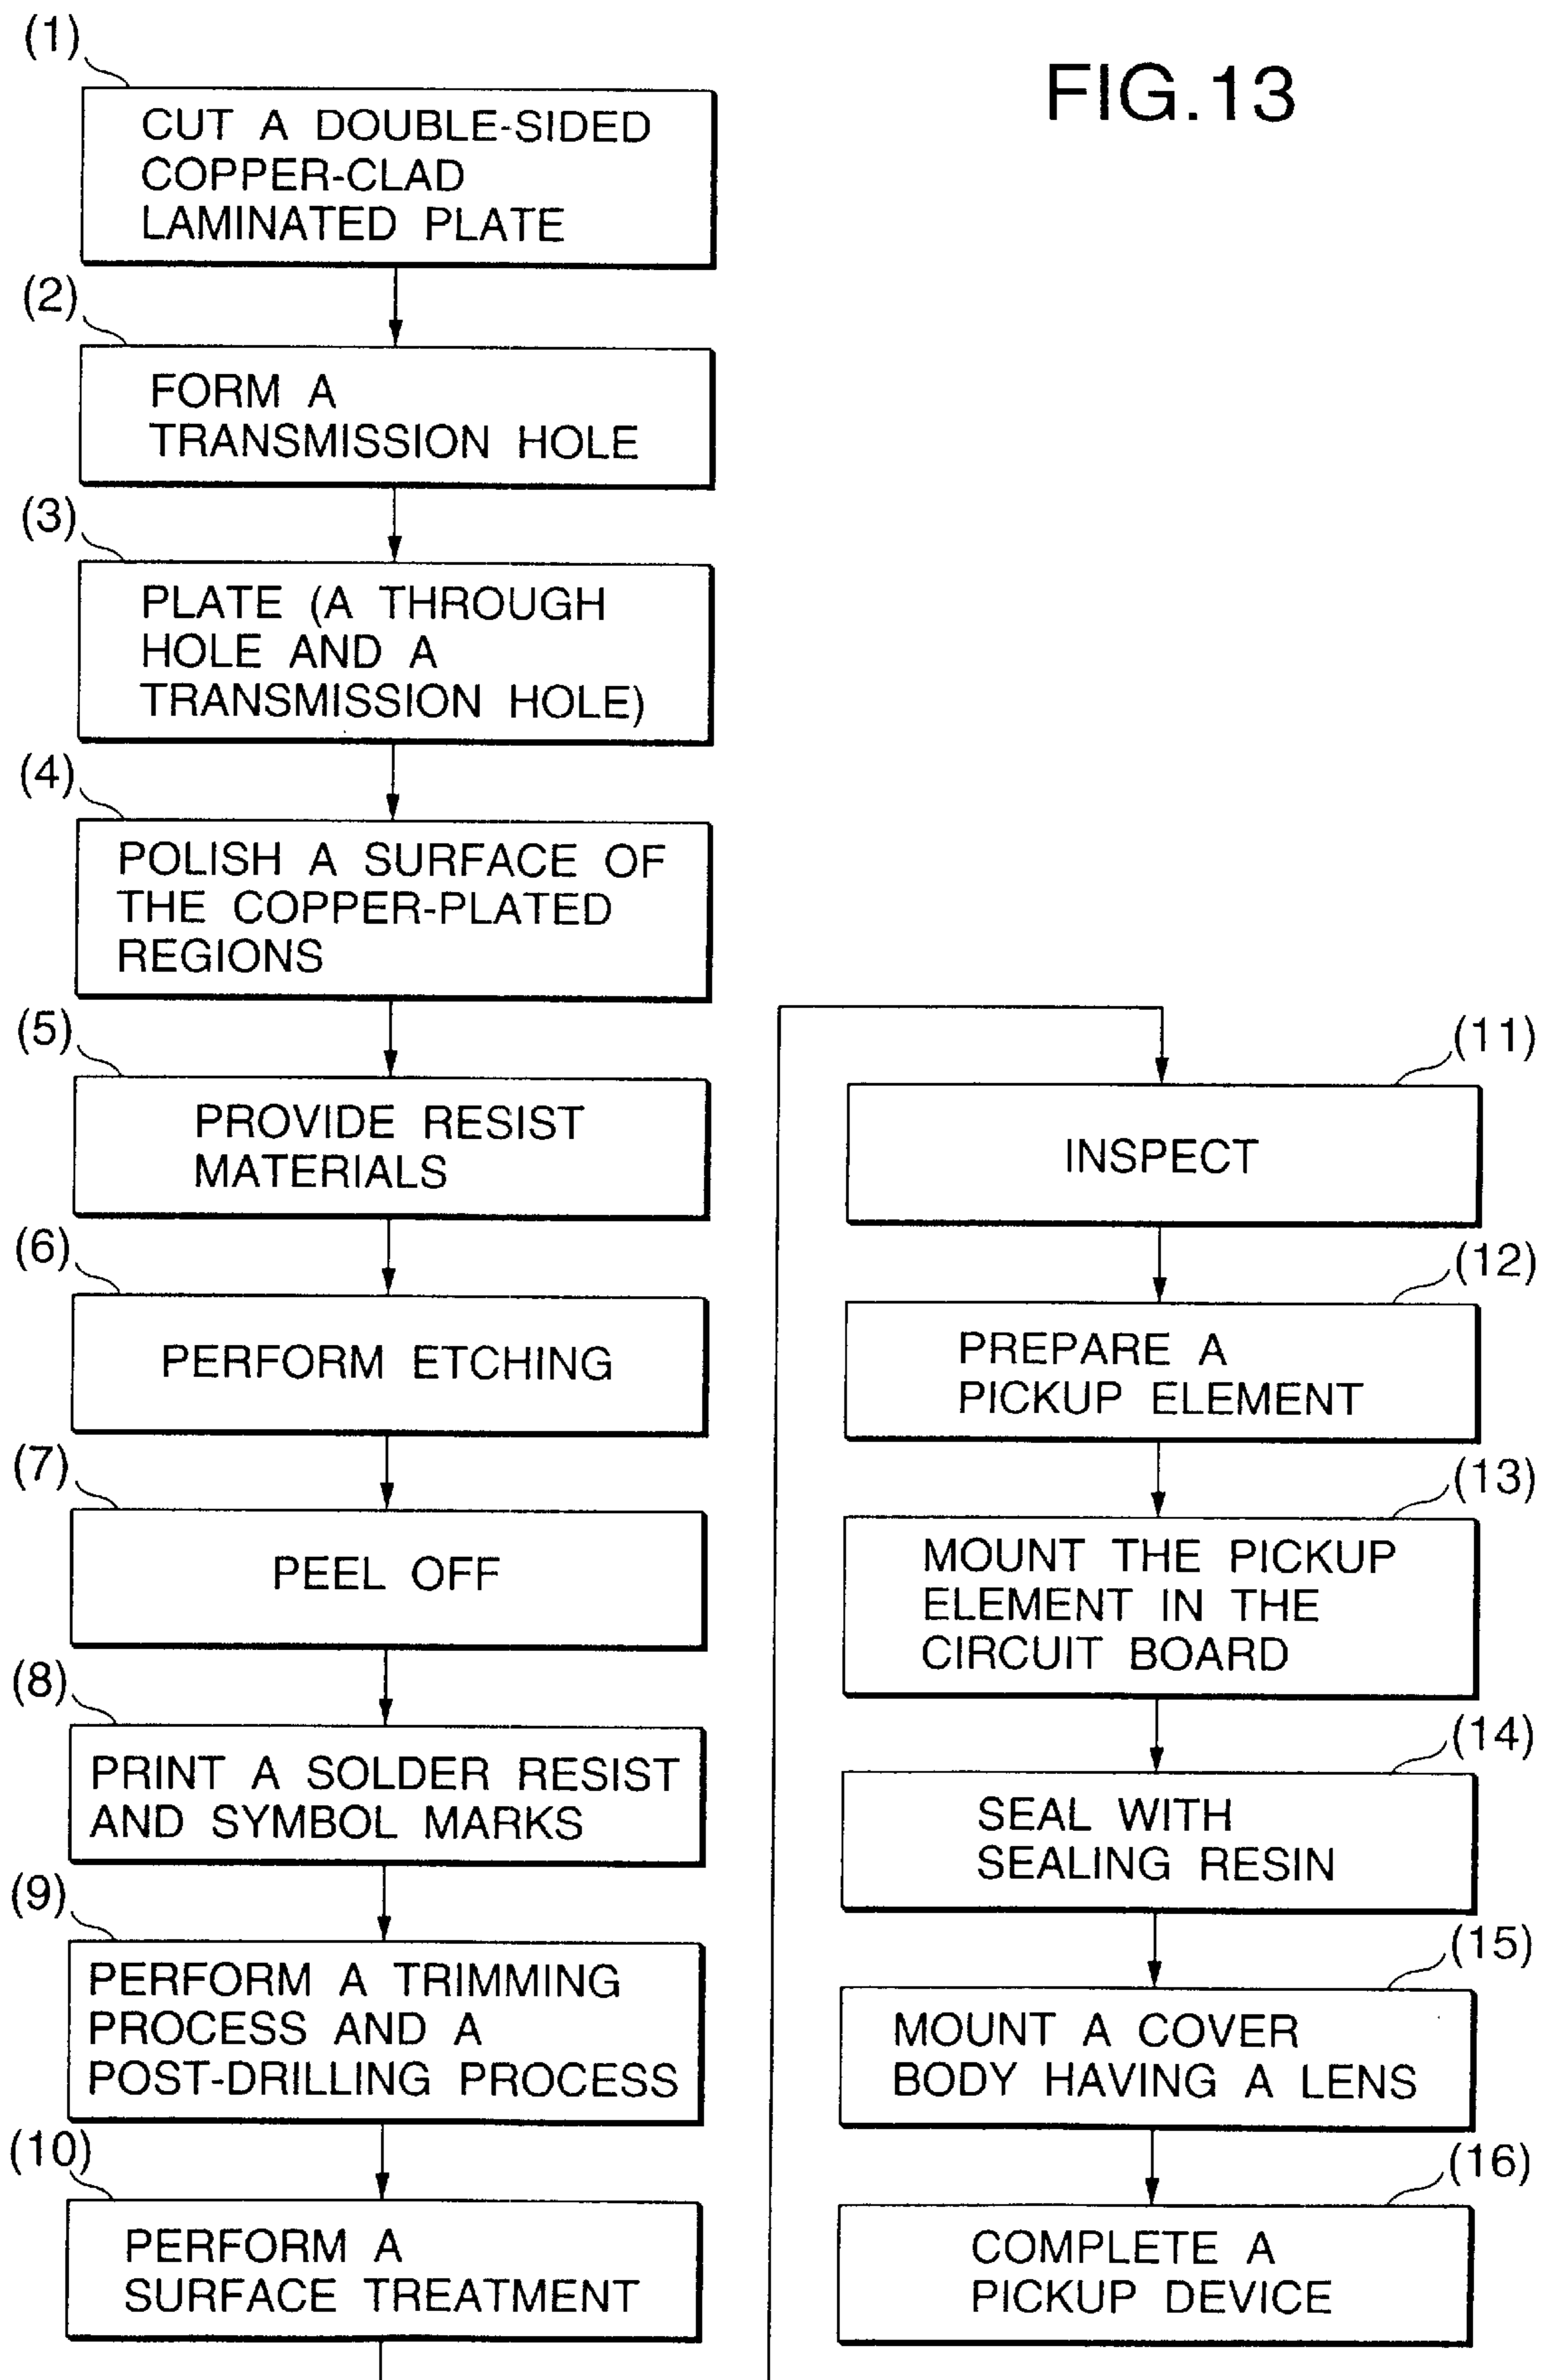 FIG.13
(1)
CUT A DOUBLE-SIDED
COPPER-CLAD
LAMINATED PLATE
(2)
FORM A
TRANSMISSION HOLE
(3)
PLATE (A THROUGH
HOLE AND A
TRANSMISSION HOLE)
(4)
POLISH A SURFACE OF
THE COPPER-PLATED
REGIONS
(5)
PROVIDE RESIST
MATERIALS
(6)
PERFORM ETCHING
(7)
PEEL OFF
(8)
PRINT A SOLDER RESIST
AND SYMBOL MARKS
(9)
PERFORM A TRIMMING
PROCESS AND A
POST-DRILLING PROCESS
(10)
PERFORM A
SURFACE TREATMENT
(11)
INSPECT
(12)
PREPARE A
PICKUP ELEMENT
(13)
MOUNT THE PICKUP
ELEMENT IN THE
CIRCUIT BOARD
(14)
SEAL WITH
SEALING RESIN
(15)
MOUNT A COVER
BODY HAVING A LENS
(16)
COMPLETE A
PICKUP DEVICE